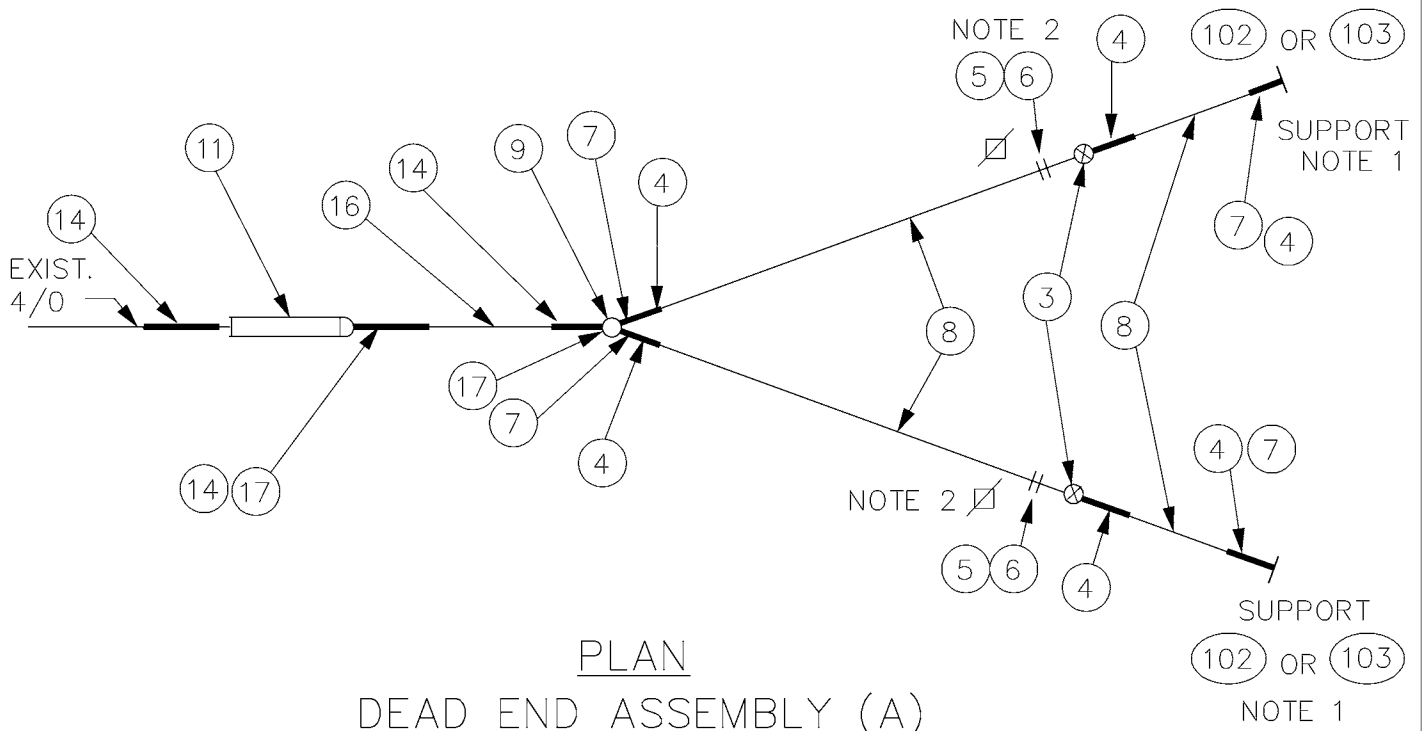 NOTE 2
5 6
4
102 OR 103
SUPPORT
NOTE 1
7 4
11
9
7
14
4
16
14
EXIST.
4/0
3
8
8
17
7
4
14 17
4 7
NOTE 2
5 6
4
SUPPORT
102 OR 103
NOTE 1
PLAN
DEAD END ASSEMBLY (A)